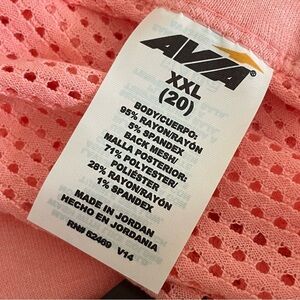 AVIA
XXL
(20)
BODY/CUERPO:
95% RAYON/RAYÓN
5% SPANDEX
BACK MESH/
MALLA POSTERIOR:
71% POLYESTER/
POLIÉSTER
28% RAYON/RAYÓN
1% SPANDEX
MADE IN JORDAN
HECHO EN JORDANIA
RN# 52469 V14